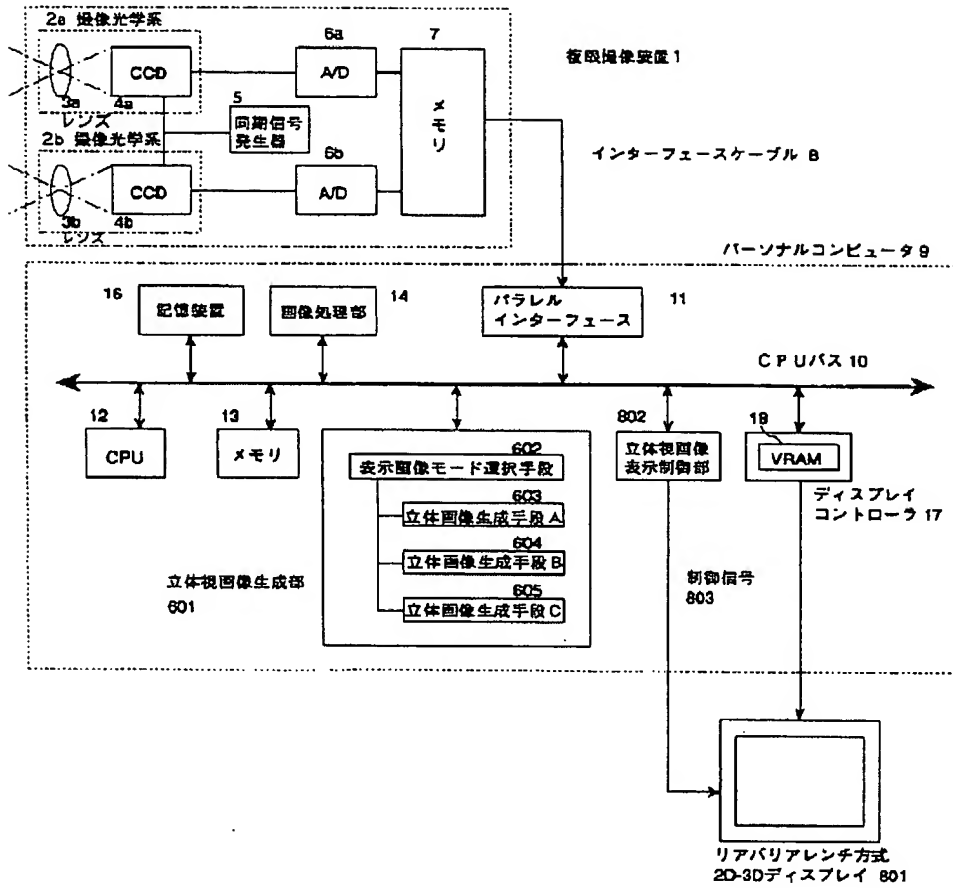 2a 撮像光学系
6a
7
複眼撮像装置 1
CCD
A/D
メモリ
3a
4a
レンズ
5
同期信号
発生器
2b 撮像光学系
6b
インターフェースケーブル 8
CCD
A/D
3b
4b
レンズ
パーソナルコンピュータ 9
16
14
11
記憶装置
画像処理部
パラレル
インターフェース
CPUバス 10
12
13
802
18
CPU
メモリ
立体視画像
表示制御部
VRAM
602
表示画像モード選択手段
ディスプレイ
コントローラ 17
603
立体画像生成手段 A
604
立体画像生成手段 B
605
立体画像生成手段 C
立体視画像生成部
601
制御信号
803
リアバリアレンチ方式
2D-3Dディスプレイ 801